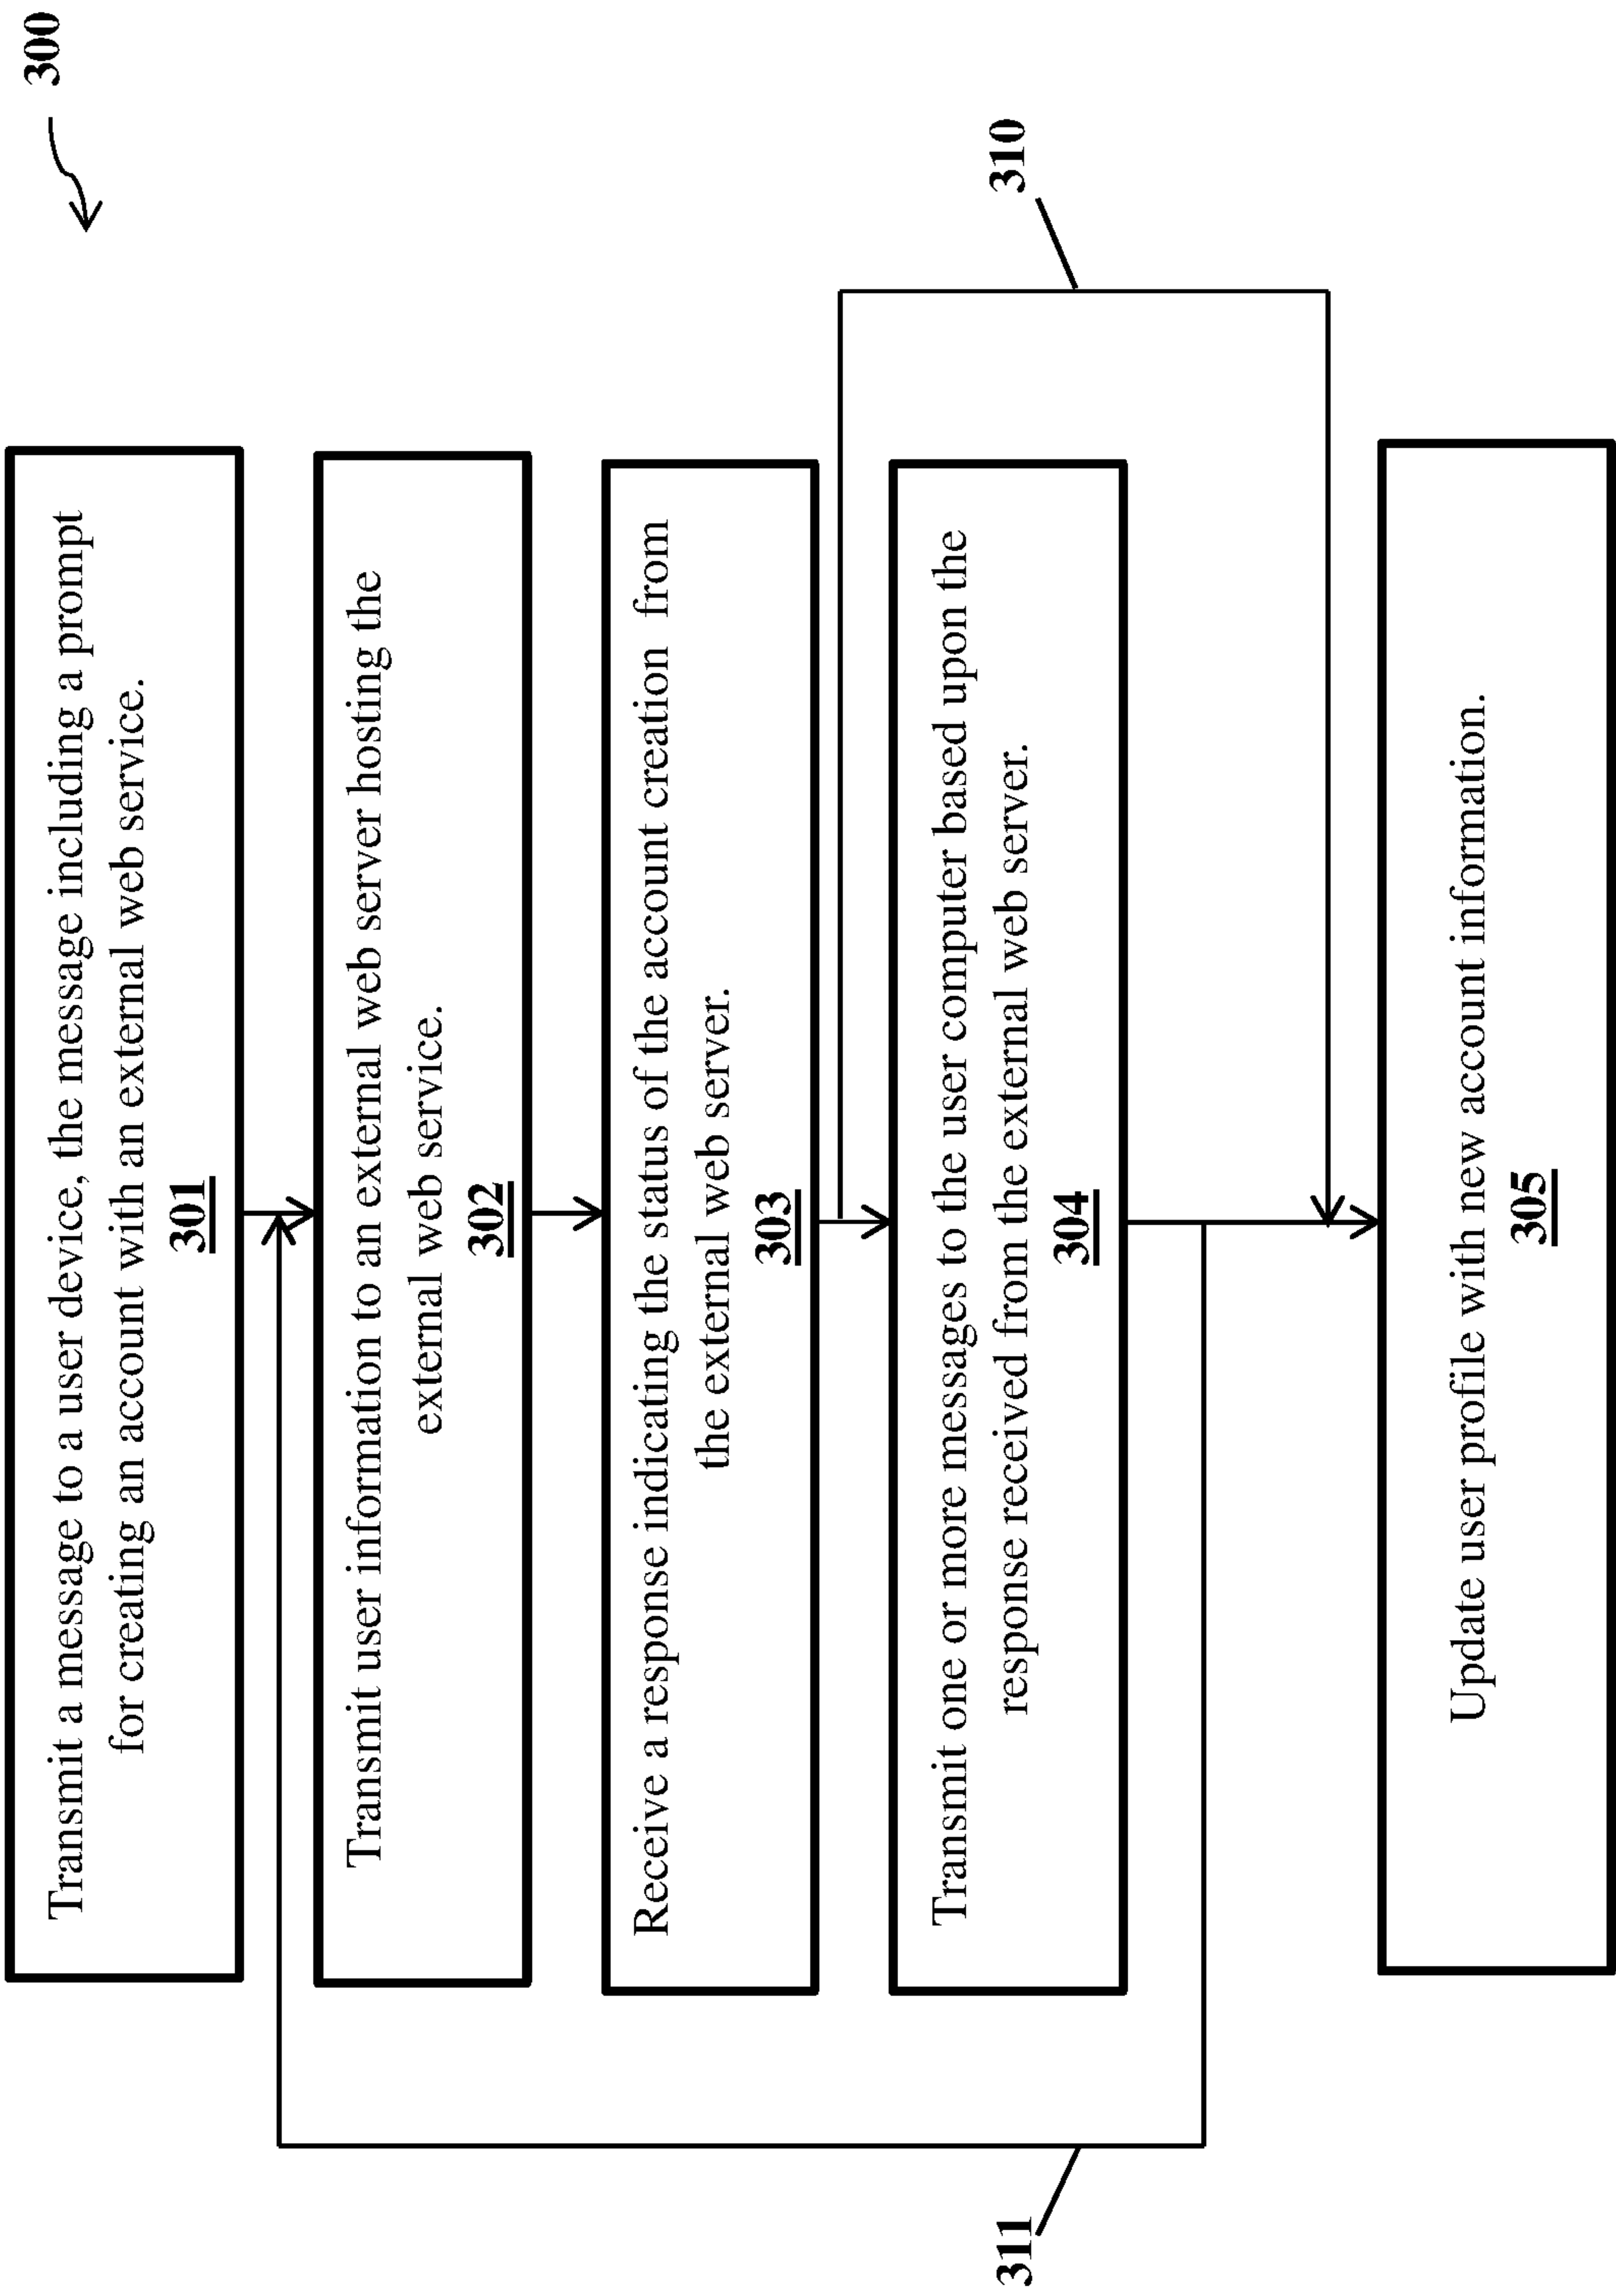 300
Transmit a message to a user device, the message including a prompt
for creating an account with an external web service.
301
Transmit user information to an external web server hosting the
external web service.
302
Receive a response indicating the status of the account creation from
the external web server.
303
310
Transmit one or more messages to the user computer based upon the
response received from the external web server.
304
311
Update user profile with new account information.
305